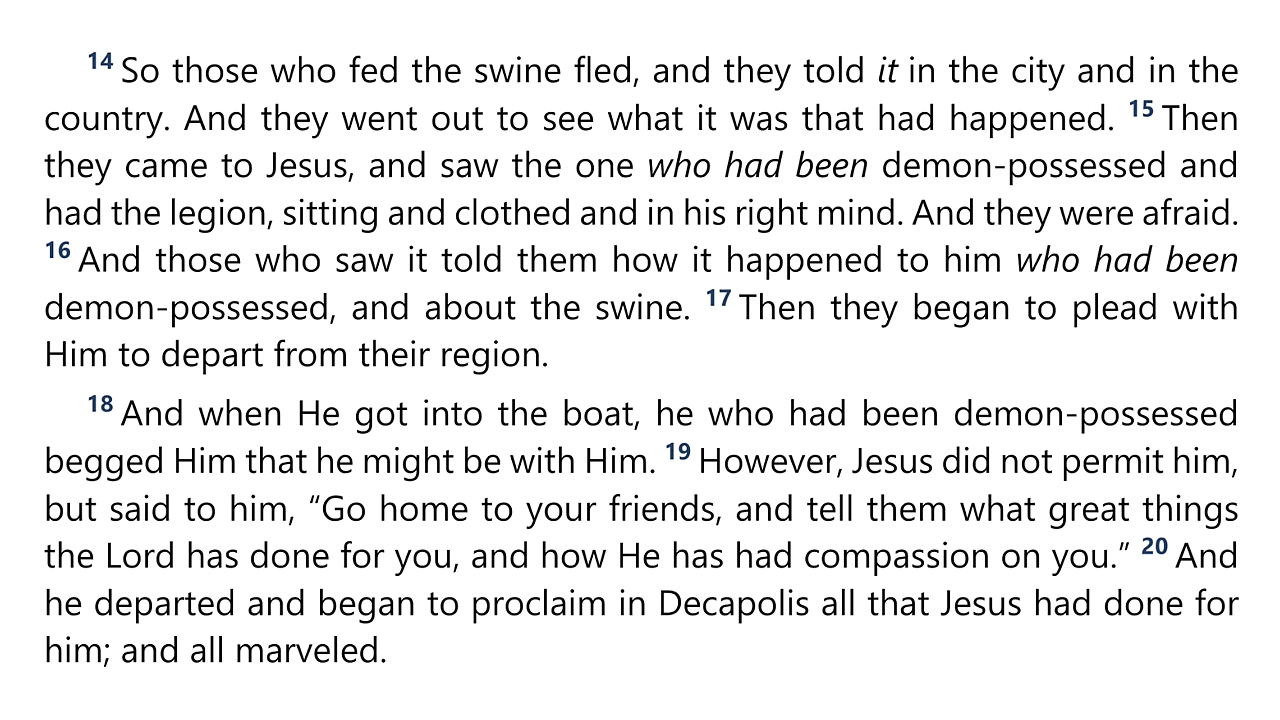 14 So those who fed the swine fled, and they told it in the city and in the
country. And they went out to see what it was that had happened. 15 Then
they came to Jesus, and saw the one who had been demon-possessed and
had the legion, sitting and clothed and in his right mind. And they were afraid.
16 And those who saw it told them how it happened to him who had been
demon-possessed, and about the swine. 17 Then they began to plead with
Him to depart from their region.
18 And when He got into the boat, he who had been demon-possessed
begged Him that he might be with Him. 19 However, Jesus did not permit him,
but said to him, “Go home to your friends, and tell them what great things
the Lord has done for you, and how He has had compassion on you.” 20 And
he departed and began to proclaim in Decapolis all that Jesus had done for
him; and all marveled.